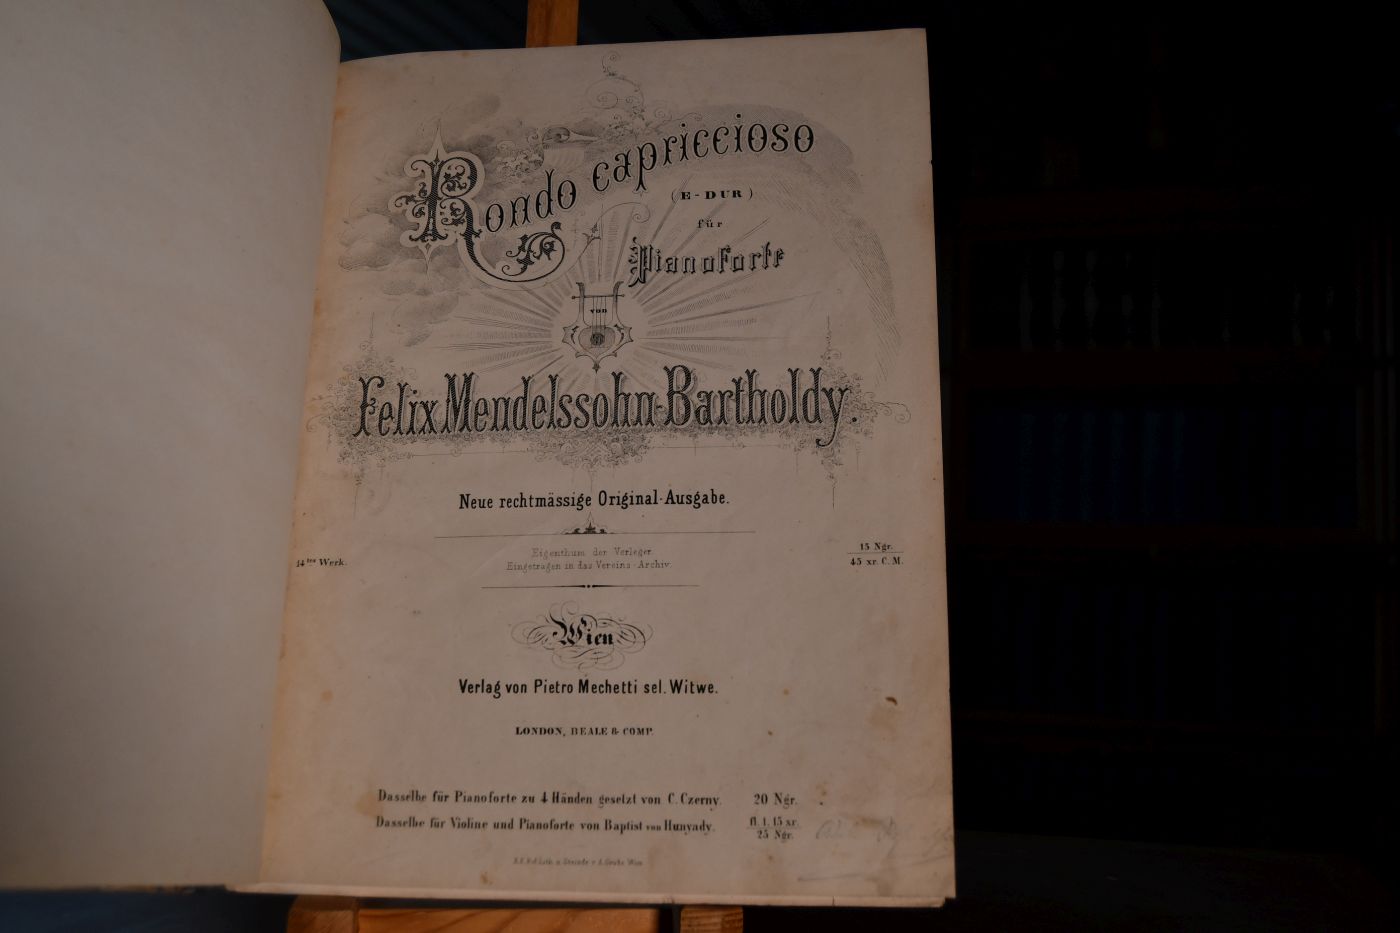 Rondo capriccioso
(E-DUR)
für
Pianoforte
von
Felix Mendelssohn-Bartholdy.
Neue rechtmässige Original-Ausgabe.
Eigenthum der Verleger.
Eingetragen in das Vereins-Archiv.
14tes Werk.
15 Ngr.
45 xr. C. M.
Wien
Verlag von Pietro Mechetti sel. Witwe.
LONDON, BEALE & COMP.
Dasselbe für Pianoforte zu 4 Händen gesetzt von C. Czerny. 20 Ngr.
Dasselbe für Violine und Pianoforte von Baptist von Hunyady. fl. 1. 15 xr.
25 Ngr.